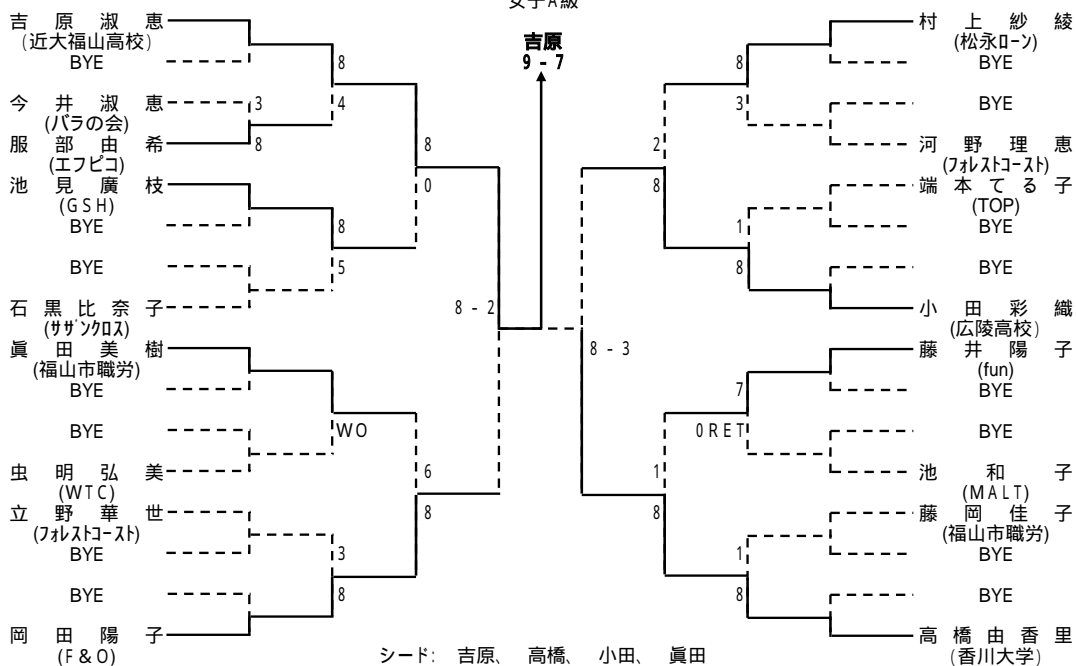 女子A級
吉原
9 - 7
吉原淑恵
(近大福山高校)
BYE
8
今井淑恵
3
4
(バラの会)
服部由希
8
8
(エフピコ)
池見廣枝
0
(GSH)
BYE
8
BYE
5
石黒比奈子
8 - 2
(サザンクロス)
眞田美樹
(福山市職労)
BYE
BYE
WO
虫明弘美
6
(WTC)
立野華世
8
(フォレストコースト)
BYE
3
BYE
8
岡田陽子
(F&O)
村上紗綾
(松永ローン)
8
BYE
3
BYE
2
河野理恵
(フォレストコースト)
8
端本てる子
(TOP)
1
BYE
8
BYE
小田彩織
(広陵高校)
8 - 3
藤井陽子
(fun)
7
BYE
0RET
BYE
1
池和子
(MALT)
8
藤岡佳子
(福山市職労)
1
BYE
8
BYE
高橋由香里
(香川大学)
シード: 吉原、 高橋、 小田、 眞田